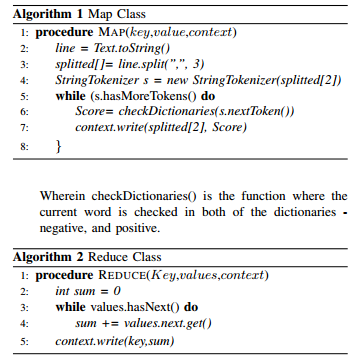 Algorithm 1 Map Class
1: procedure MAP(key,value,context)
2: line = Text.toString()
3: splitted[]= line.split(",", 3)
4: StringTokenizer s = new StringTokenizer(splitted[2])
5: while (s.hasMoreTokens() do
6: Score= checkDictionaries(s.nextToken())
7: context.write(splitted[2], Score)
8: }
Wherein checkDictionaries() is the function where the
current word is checked in both of the dictionaries -
negative, and positive.
Algorithm 2 Reduce Class
1: procedure REDUCE(Key,values,context)
2: int sum = 0
3: while values.hasNext() do
4: sum += values.next.get()
5: context.write(key,sum)